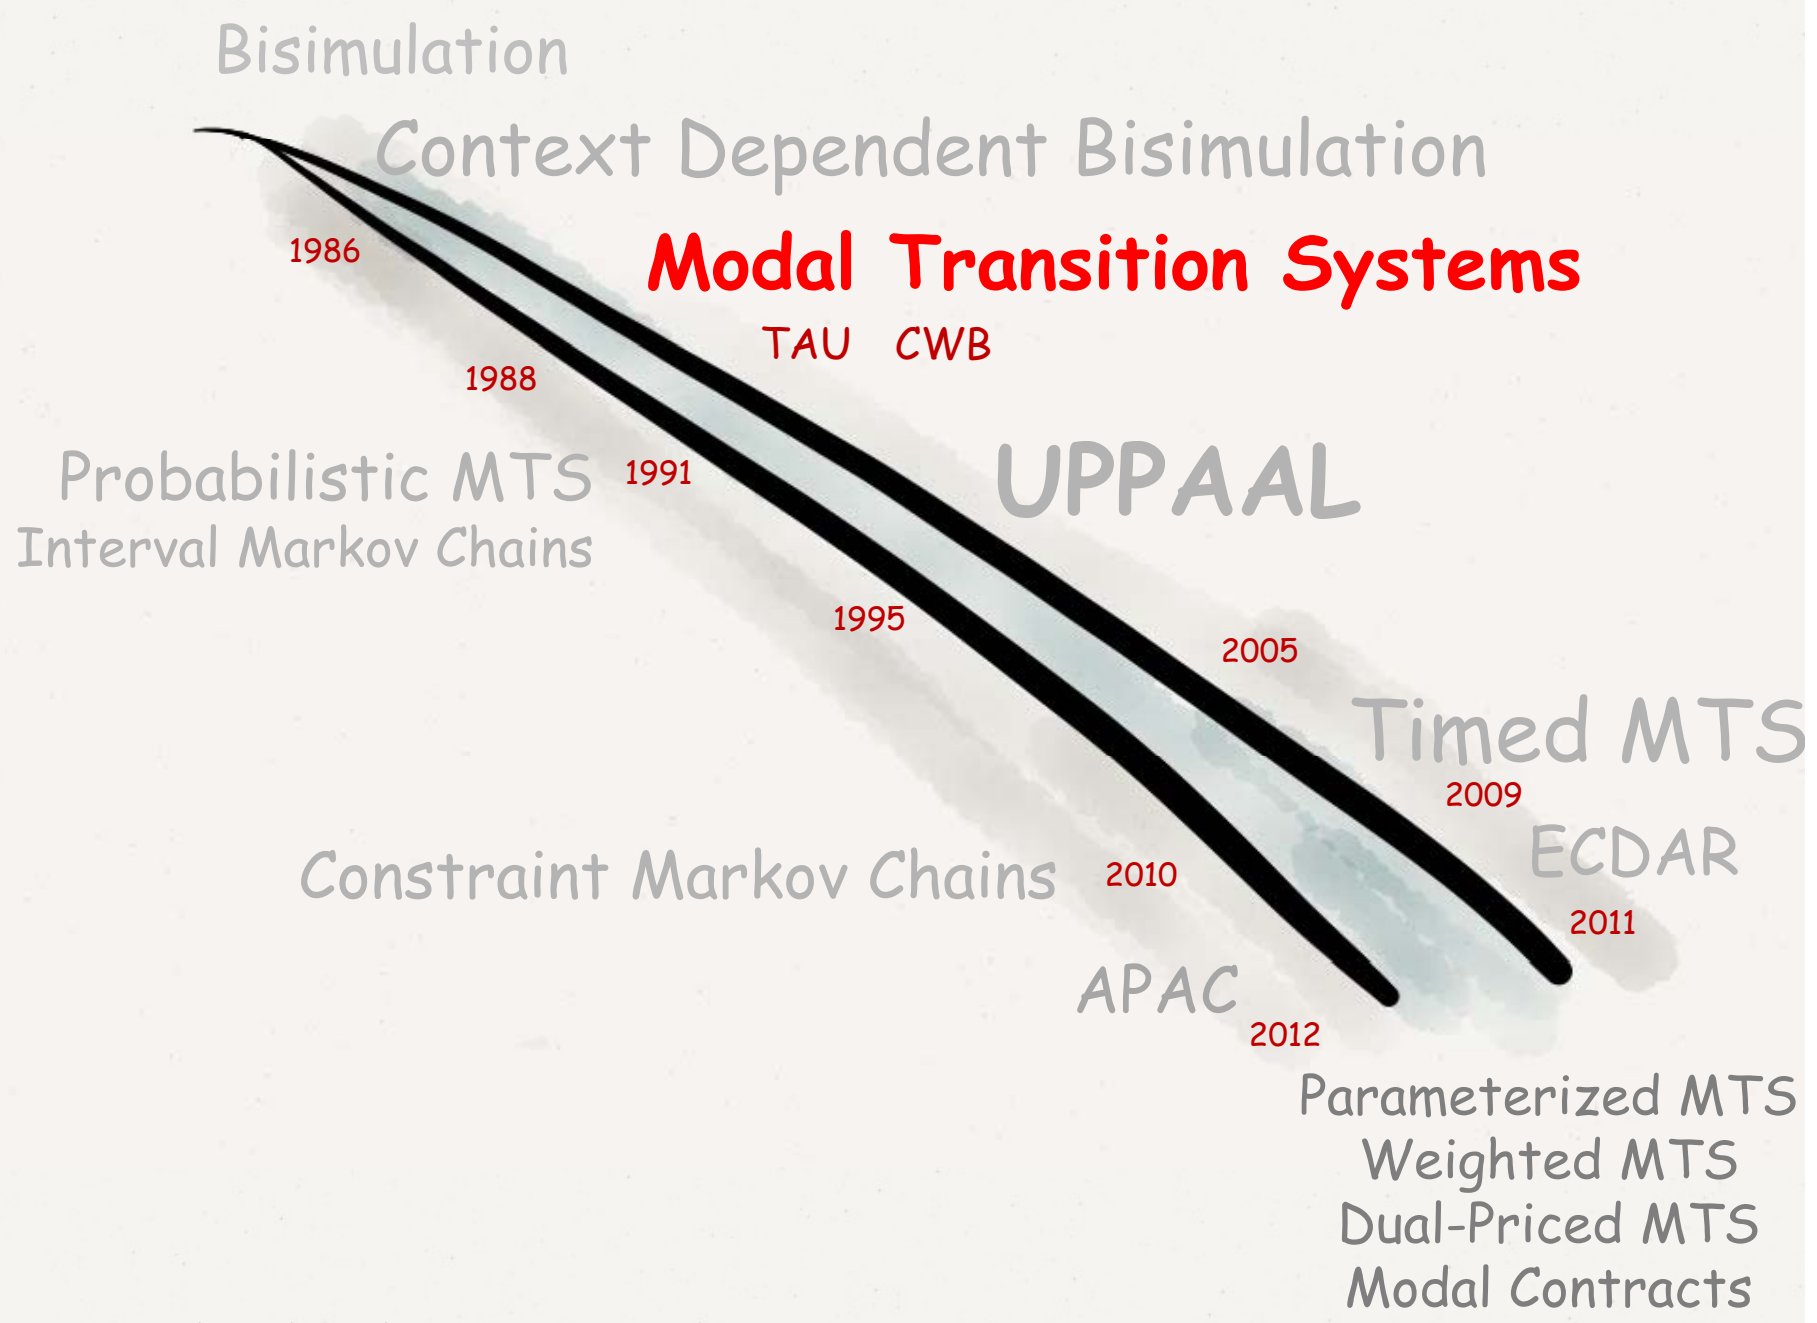 Bisimulation
Context Dependent Bisimulation
1986
Modal Transition Systems
TAU CWB
1988
Probabilistic MTS
Interval Markov Chains
1991
UPPAAL
1995
2005
Timed MTS
2009
ECDAR
Constraint Markov Chains
2010
2011
APAC
2012
Parameterized MTS
Weighted MTS
Dual-Priced MTS
Modal Contracts